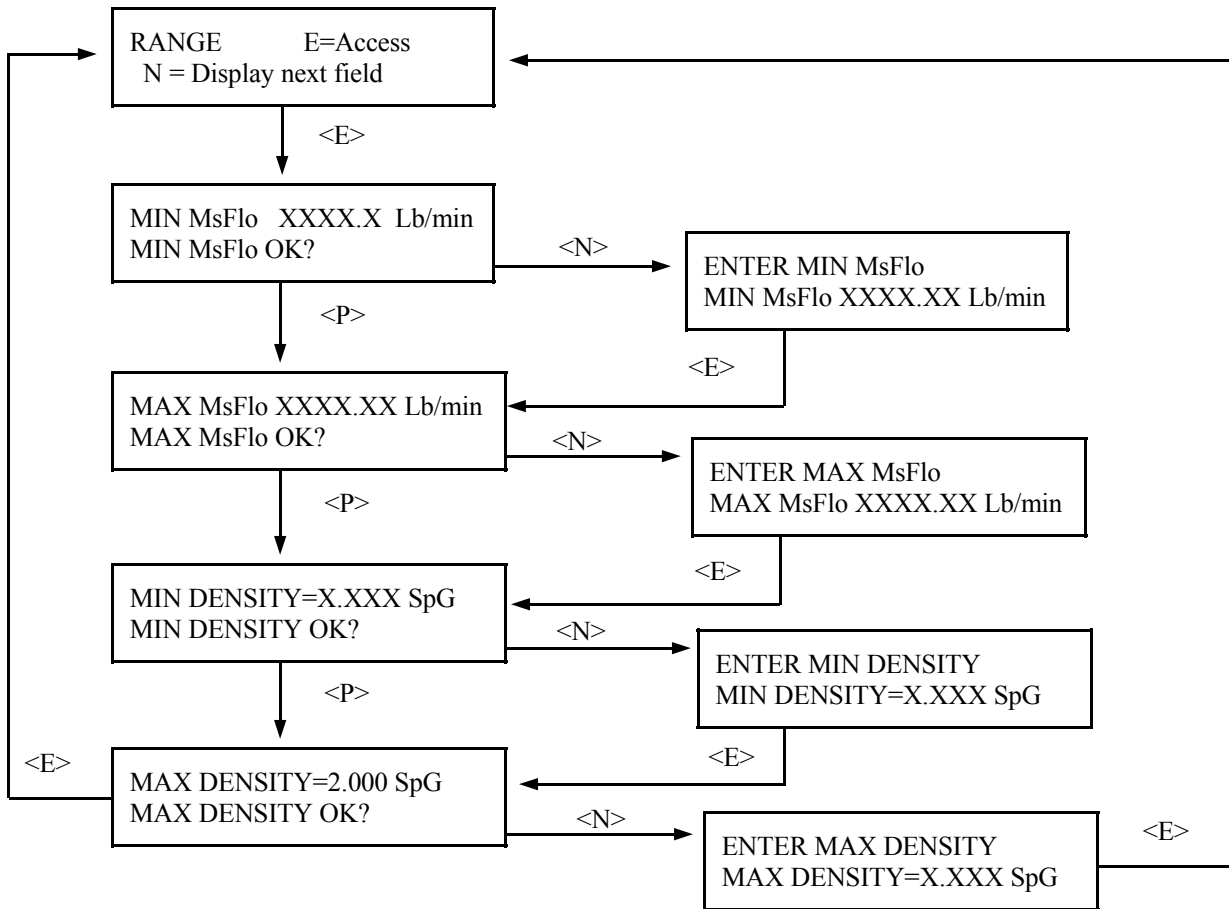 RANGE E=Access
N = Display next field
<E>
MIN MsFlo XXXX.X Lb/min
MIN MsFlo OK?
<N>
ENTER MIN MsFlo
MIN MsFlo XXXX.XX Lb/min
<P>
<E>
MAX MsFlo XXXX.XX Lb/min
MAX MsFlo OK?
<N>
ENTER MAX MsFlo
MAX MsFlo XXXX.XX Lb/min
<P>
<E>
MIN DENSITY=X.XXX SpG
MIN DENSITY OK?
<N>
ENTER MIN DENSITY
MIN DENSITY=X.XXX SpG
<P>
<E>
<E>
MAX DENSITY=2.000 SpG
MAX DENSITY OK?
<N>
ENTER MAX DENSITY
MAX DENSITY=X.XXX SpG
<E>